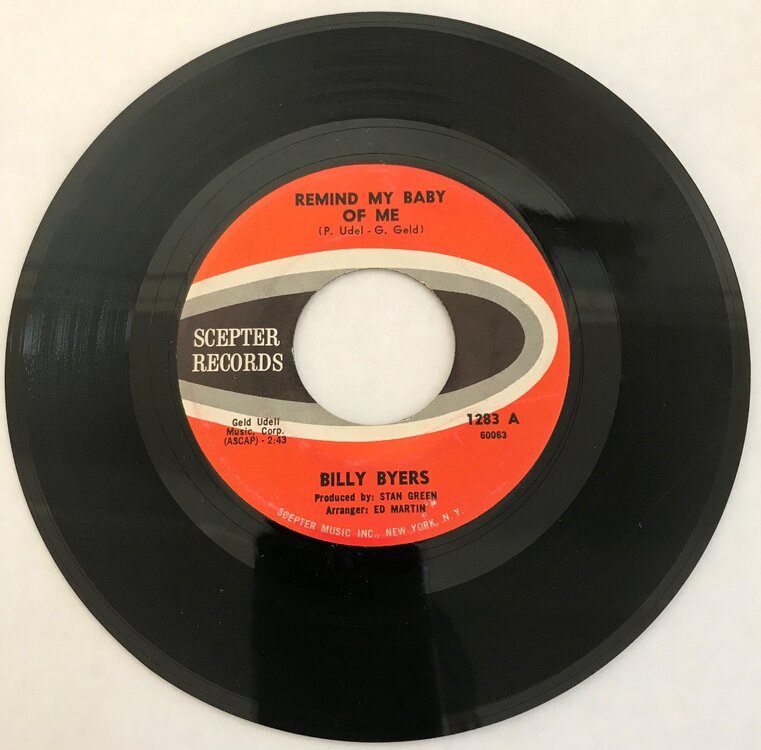 REMIND MY BABY
OF ME
(P. Udel - G. Geld)
SCEPTER
RECORDS
Geld Udell
Music, Corp.
(ASCAP) - 2:43
1283 A
60063
BILLY BYERS
Produced by: STAN GREEN
Arranger: ED MARTIN
SCEPTER MUSIC INC., NEW YORK, N.Y.